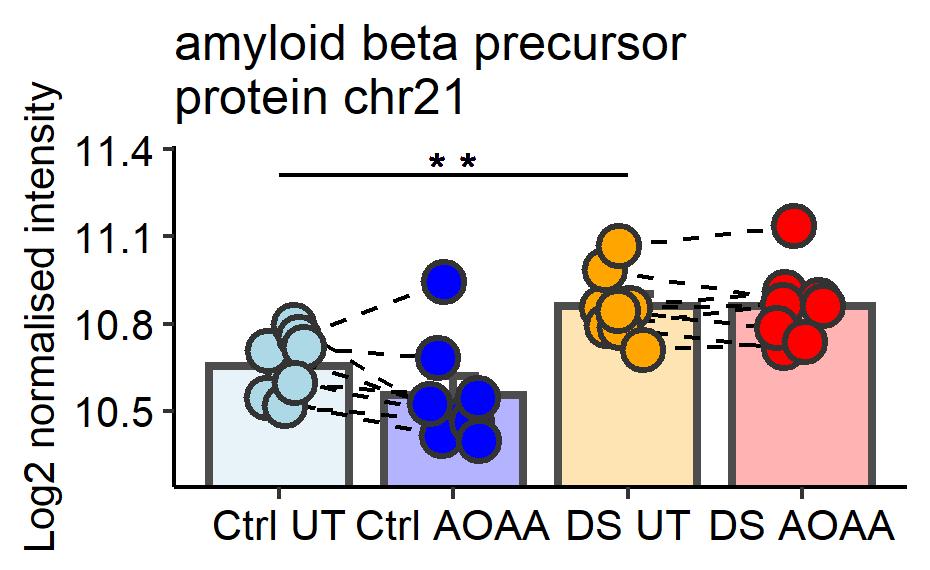 amyloid beta precursor
protein chr21
Log2 normalised intensity
11.4
11.1
10.8
10.5
* *
Ctrl UT Ctrl AOAA DS UT DS AOAA